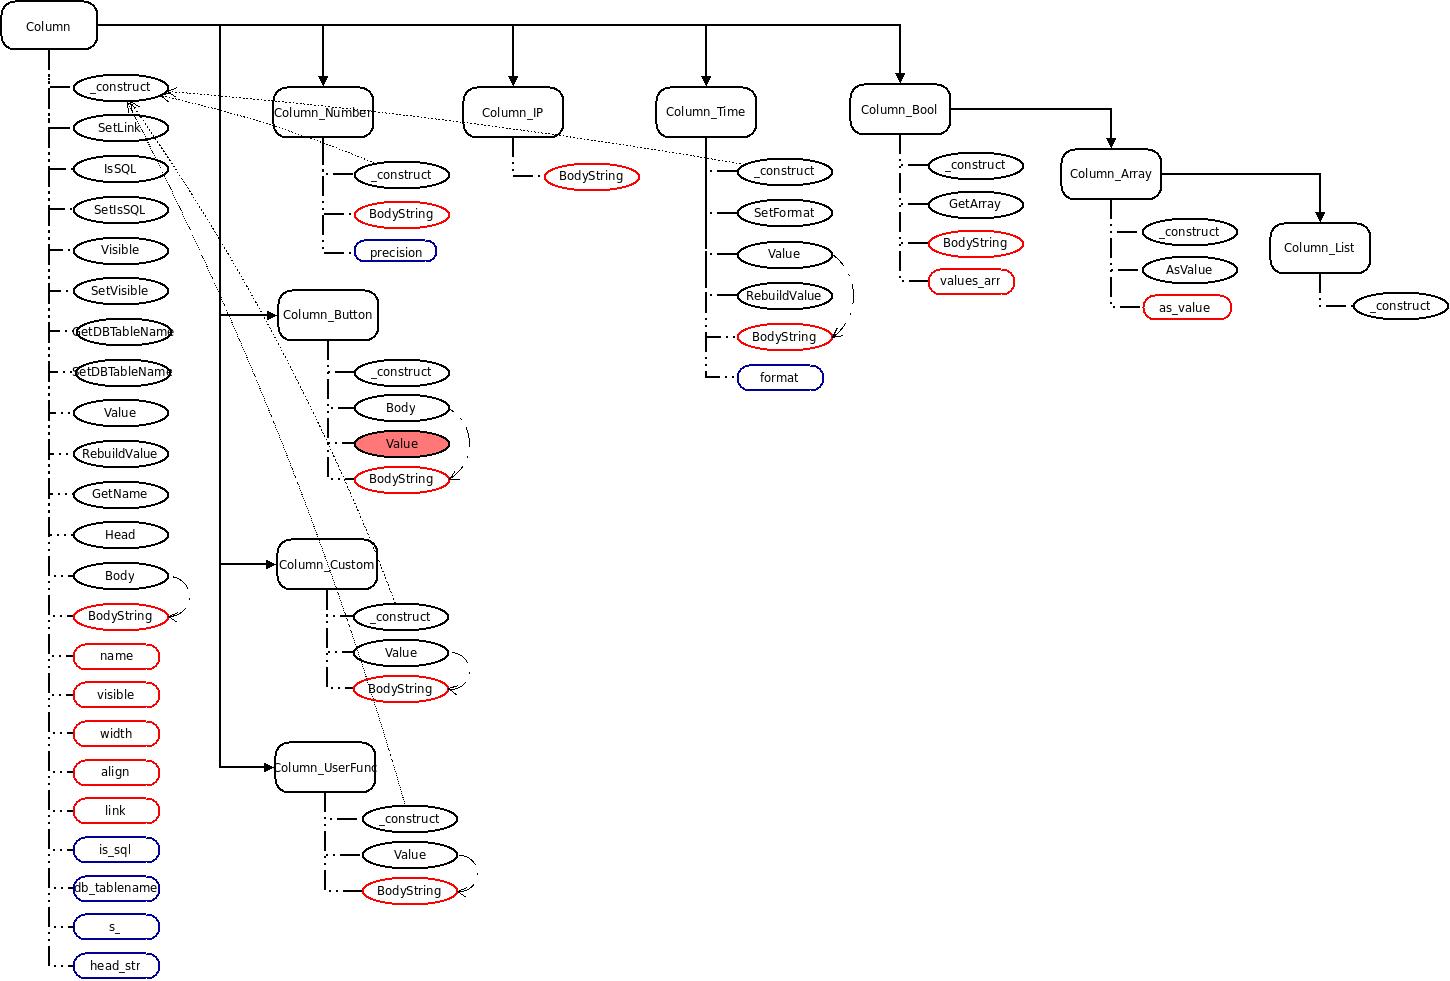 Column
_construct
SetLink
IsSQL
SetIsSQL
Visible
SetVisible
GetDBTableName
SetDBTableName
Value
RebuildValue
GetName
Head
Body
BodyString
name
visible
width
align
link
is_sql
db_tablename
s_
head_str
Column_Number
_construct
BodyString
precision
Column_Button
_construct
Body
Value
BodyString
Column_Custom
_construct
Value
BodyString
Column_UserFunc
_construct
Value
BodyString
Column_IP
BodyString
Column_Time
_construct
SetFormat
Value
RebuildValue
BodyString
format
Column_Bool
_construct
GetArray
BodyString
values_arr
Column_Array
_construct
AsValue
as_value
Column_List
_construct